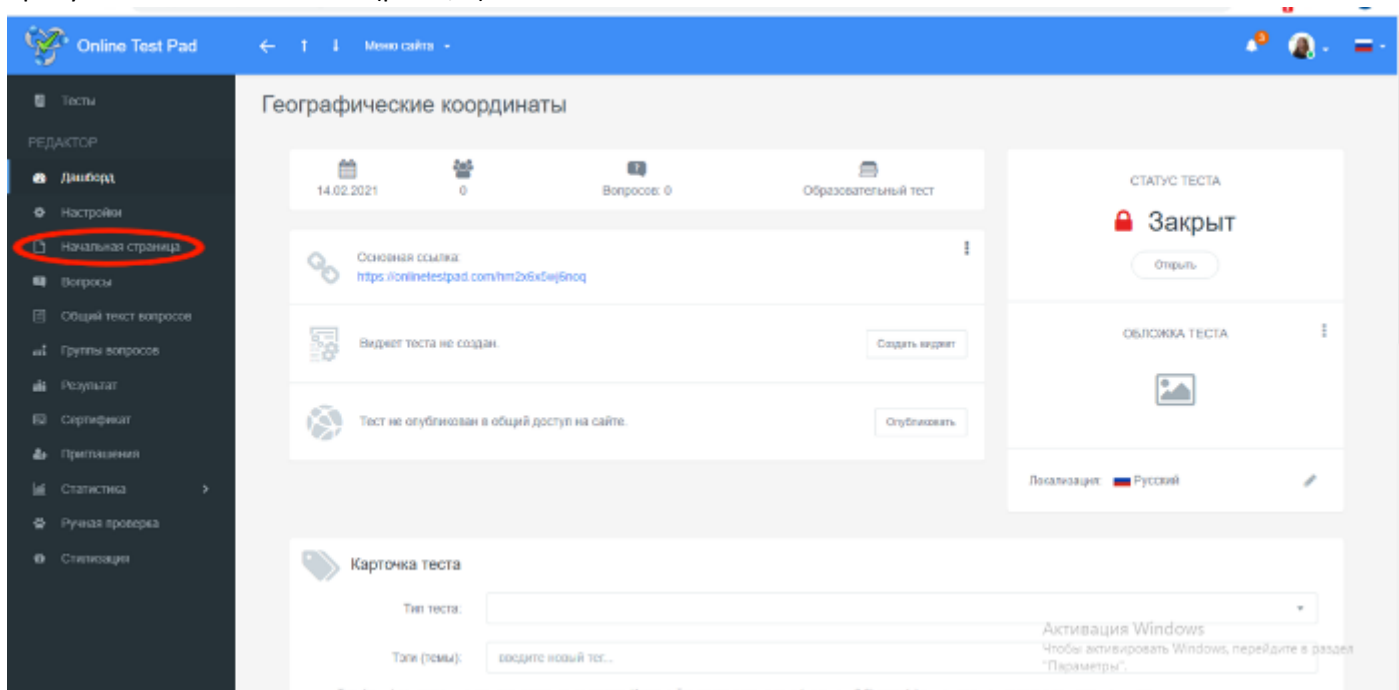 Online Test Pad
Меню сайта
3
Тесты
РЕДАКТОР
Дашборд
Настройки
Начальная страница
Вопросы
Общий текст вопросов
Группы вопросов
Результат
Сертификат
Приглашения
Статистика
Ручная проверка
Стилизация
Географические координаты
14.02.2021
0
Вопросов: 0
Образовательный тест
Основная ссылка:
https://onlinetestpad.com/
Виджет теста не создан.
Создать виджет
Тест не опубликован в общий доступ на сайте.
Опубликовать
СТАТУС ТЕСТА
Закрыт
Открыть
ОБЛОЖКА ТЕСТА
Локализация: Русский
Карточка теста
Тип теста:
Тэги (темы):
введите новый тег...
Активация Windows
Чтобы активировать Windows, перейдите в раздел
"Параметры".